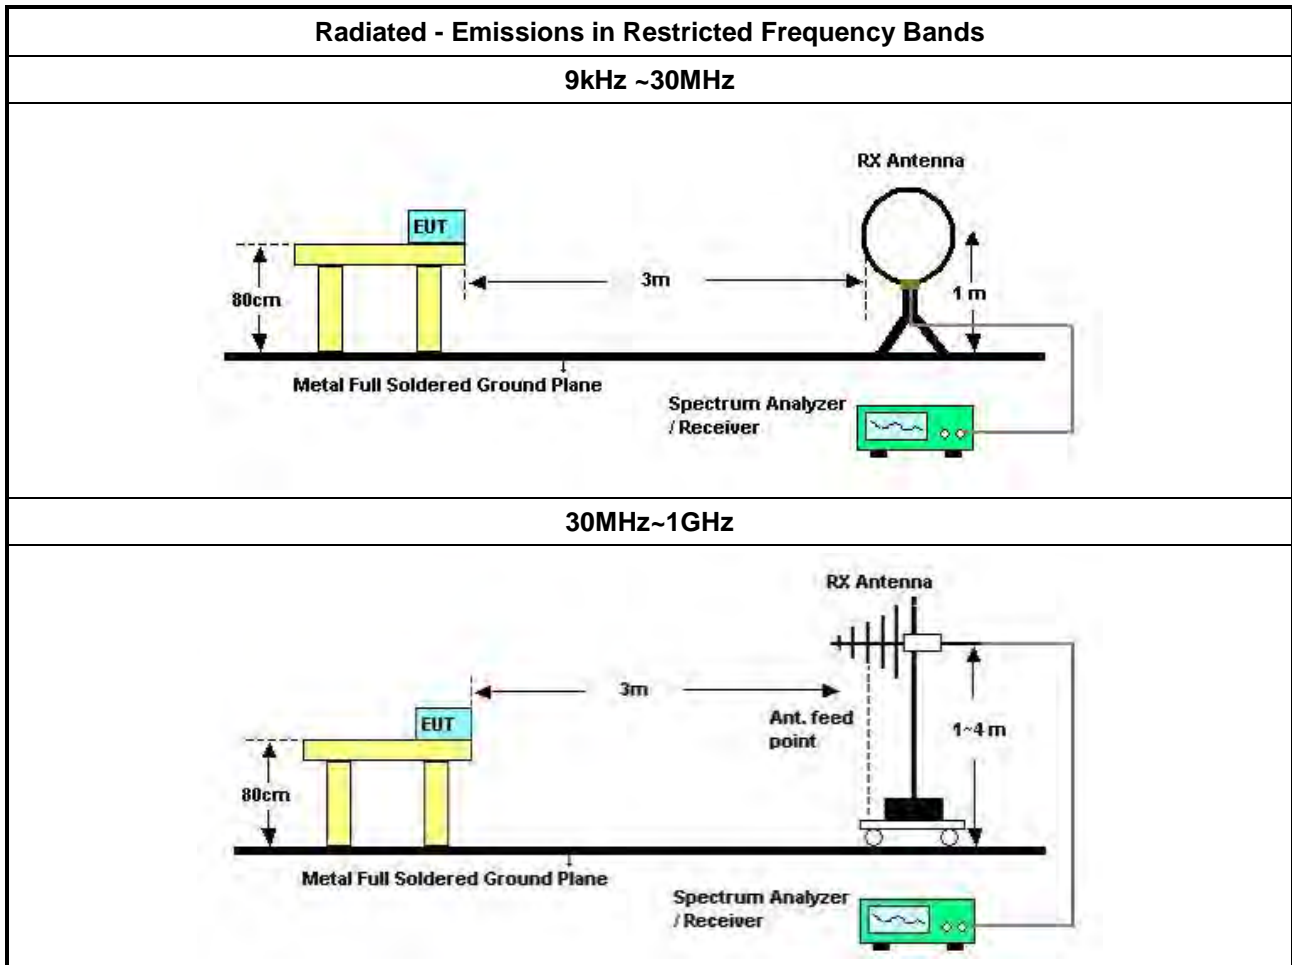 Radiated - Emissions in Restricted Frequency Bands
9kHz ~30MHz
RX Antenna
EUT
3m
80cm
1 m
Metal Full Soldered Ground Plane
Spectrum Analyzer
/ Receiver
30MHz~1GHz
RX Antenna
3m
EUT
Ant. feed
point
1~4 m
80cm
Metal Full Soldered Ground Plane
Spectrum Analyzer
/ Receiver